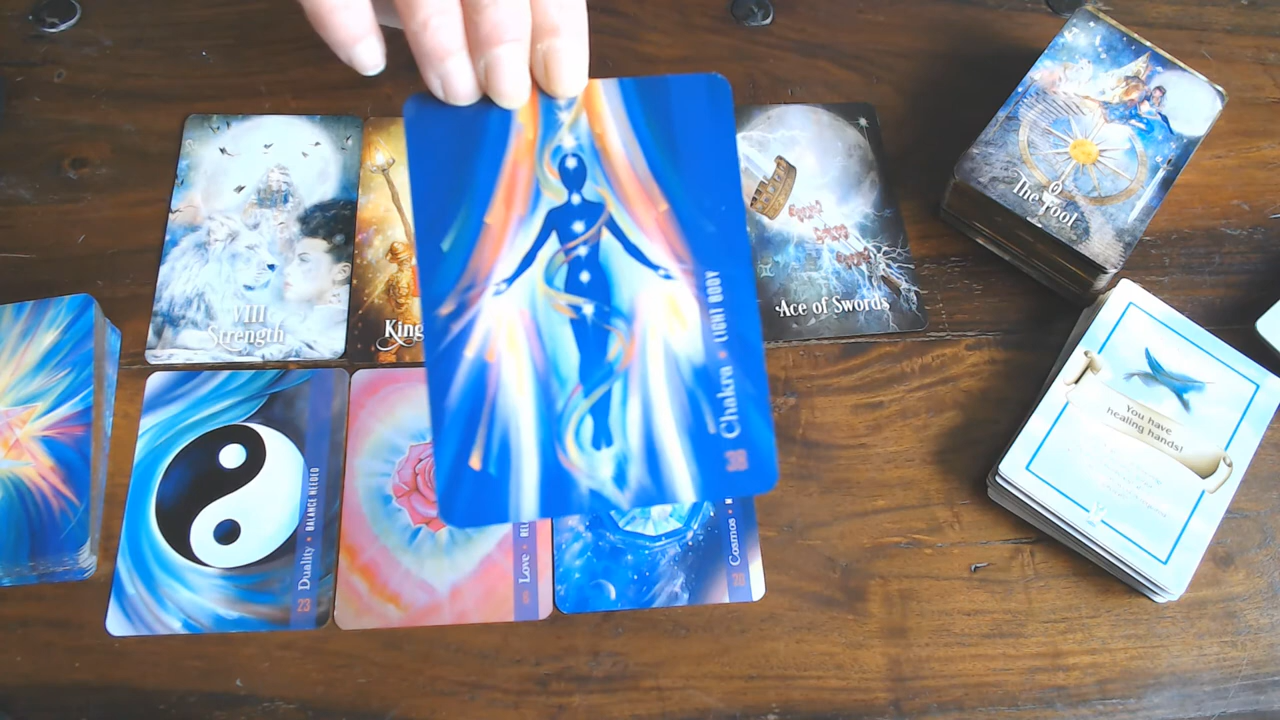 VIII
Strength
King
Ace of Swords
0
The Fool
Chakra • LIGHT BODY
23 Duality • BALANCE NEEDED
Love •
Cosmos •
You have
healing hands!